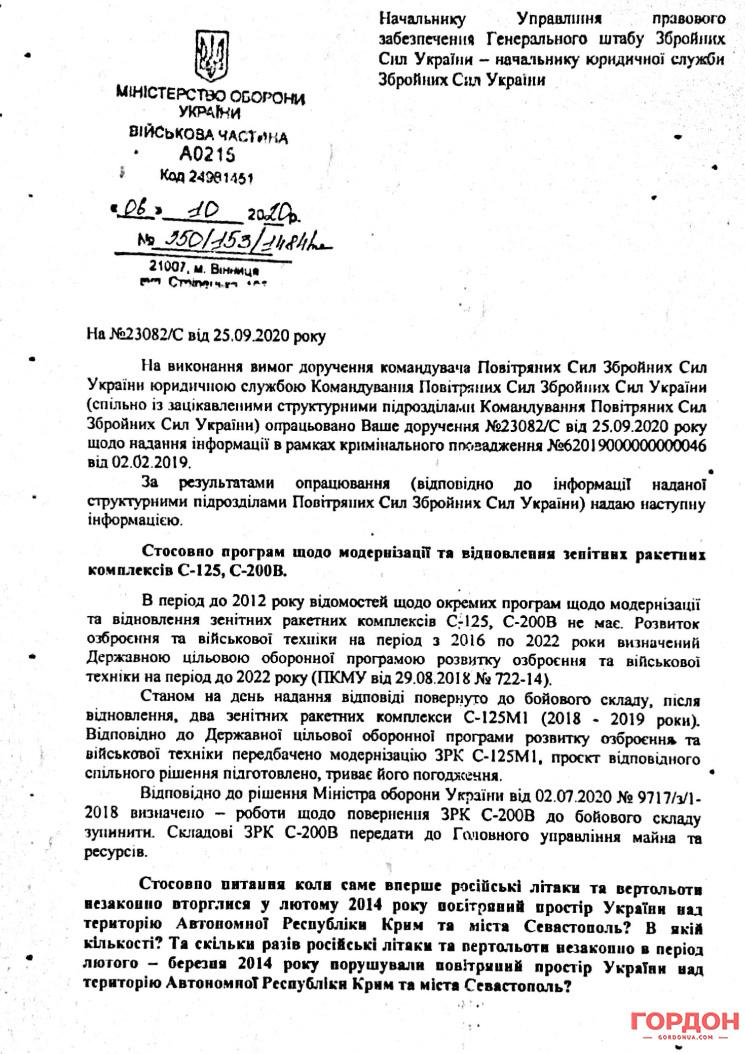 Начальнику Управління правового
забезпечення Генерального штабу Збройних
Сил України – начальнику юридичної служби
Збройних Сил України
МІНІСТЕРСТВО ОБОРОНИ
УКРАЇНИ
ВІЙСЬКОВА ЧАСТИНА
А0215
Код 24981451
«06» 10 2020р.
№ 350/153/1484
21007, м. Вінниця
На №23082/С від 25.09.2020 року
На виконання вимог доручення командувача Повітряних Сил Збройних Сил
України юридичною службою Командування Повітряних Сил Збройних Сил України
(спільно із зацікавленими структурними підрозділами Командування Повітряних Сил
Збройних Сил України) опрацьовано Ваше доручення №23082/С від 25.09.2020 року
щодо надання інформації в рамках кримінального провадження №62019000000000046
від 02.02.2019.
За результатами опрацювання (відповідно до інформації наданої
структурними підрозділами Повітряних Сил Збройних Сил України) надаю наступну
інформацією.
Стосовно програм щодо модернізації та відновлення зенітних ракетних
комплексів С-125, С-200В.
В період до 2012 року відомостей щодо окремих програм щодо модернізації
та відновлення зенітних ракетних комплексів С-125, С-200В не має. Розвиток
озброєння та військової техніки на період з 2016 по 2022 роки визначений
Державною цільовою оборонної програмою розвитку озброєння та військової
техніки на період до 2022 року (ПКМУ від 29.08.2018 № 722-14).
Станом на день надання відповіді повернуто до бойового складу, після
відновлення, два зенітних ракетних комплекси С-125М1 (2018 - 2019 роки).
Відповідно до Державної цільової оборонної програми розвитку озброєння та
військової техніки передбачено модернізацію ЗРК С-125М1, проєкт відповідного
спільного рішення підготовлено, триває його погодження.
Відповідно до рішення Міністра оборони України від 02.07.2020 № 9717/з/1-
2018 визначено – роботи щодо повернення ЗРК С-200В до бойового складу
зупинити. Складові ЗРК С-200В передати до Головного управління майна та
ресурсів.
Стосовно питання коли саме вперше російські літаки та вертольоти
незаконно вторглися у лютому 2014 року повітряний простір України над
територію Автономної Республіки Крим та міста Севастополь? В якій
кількості? Та скільки разів російські літаки та вертольоти незаконно в період
лютого – березня 2014 року порушували повітряний простір України над
територію Автономної Республіки Крим та міста Севастополь?
ГОРДОН
GORDONUA.COM